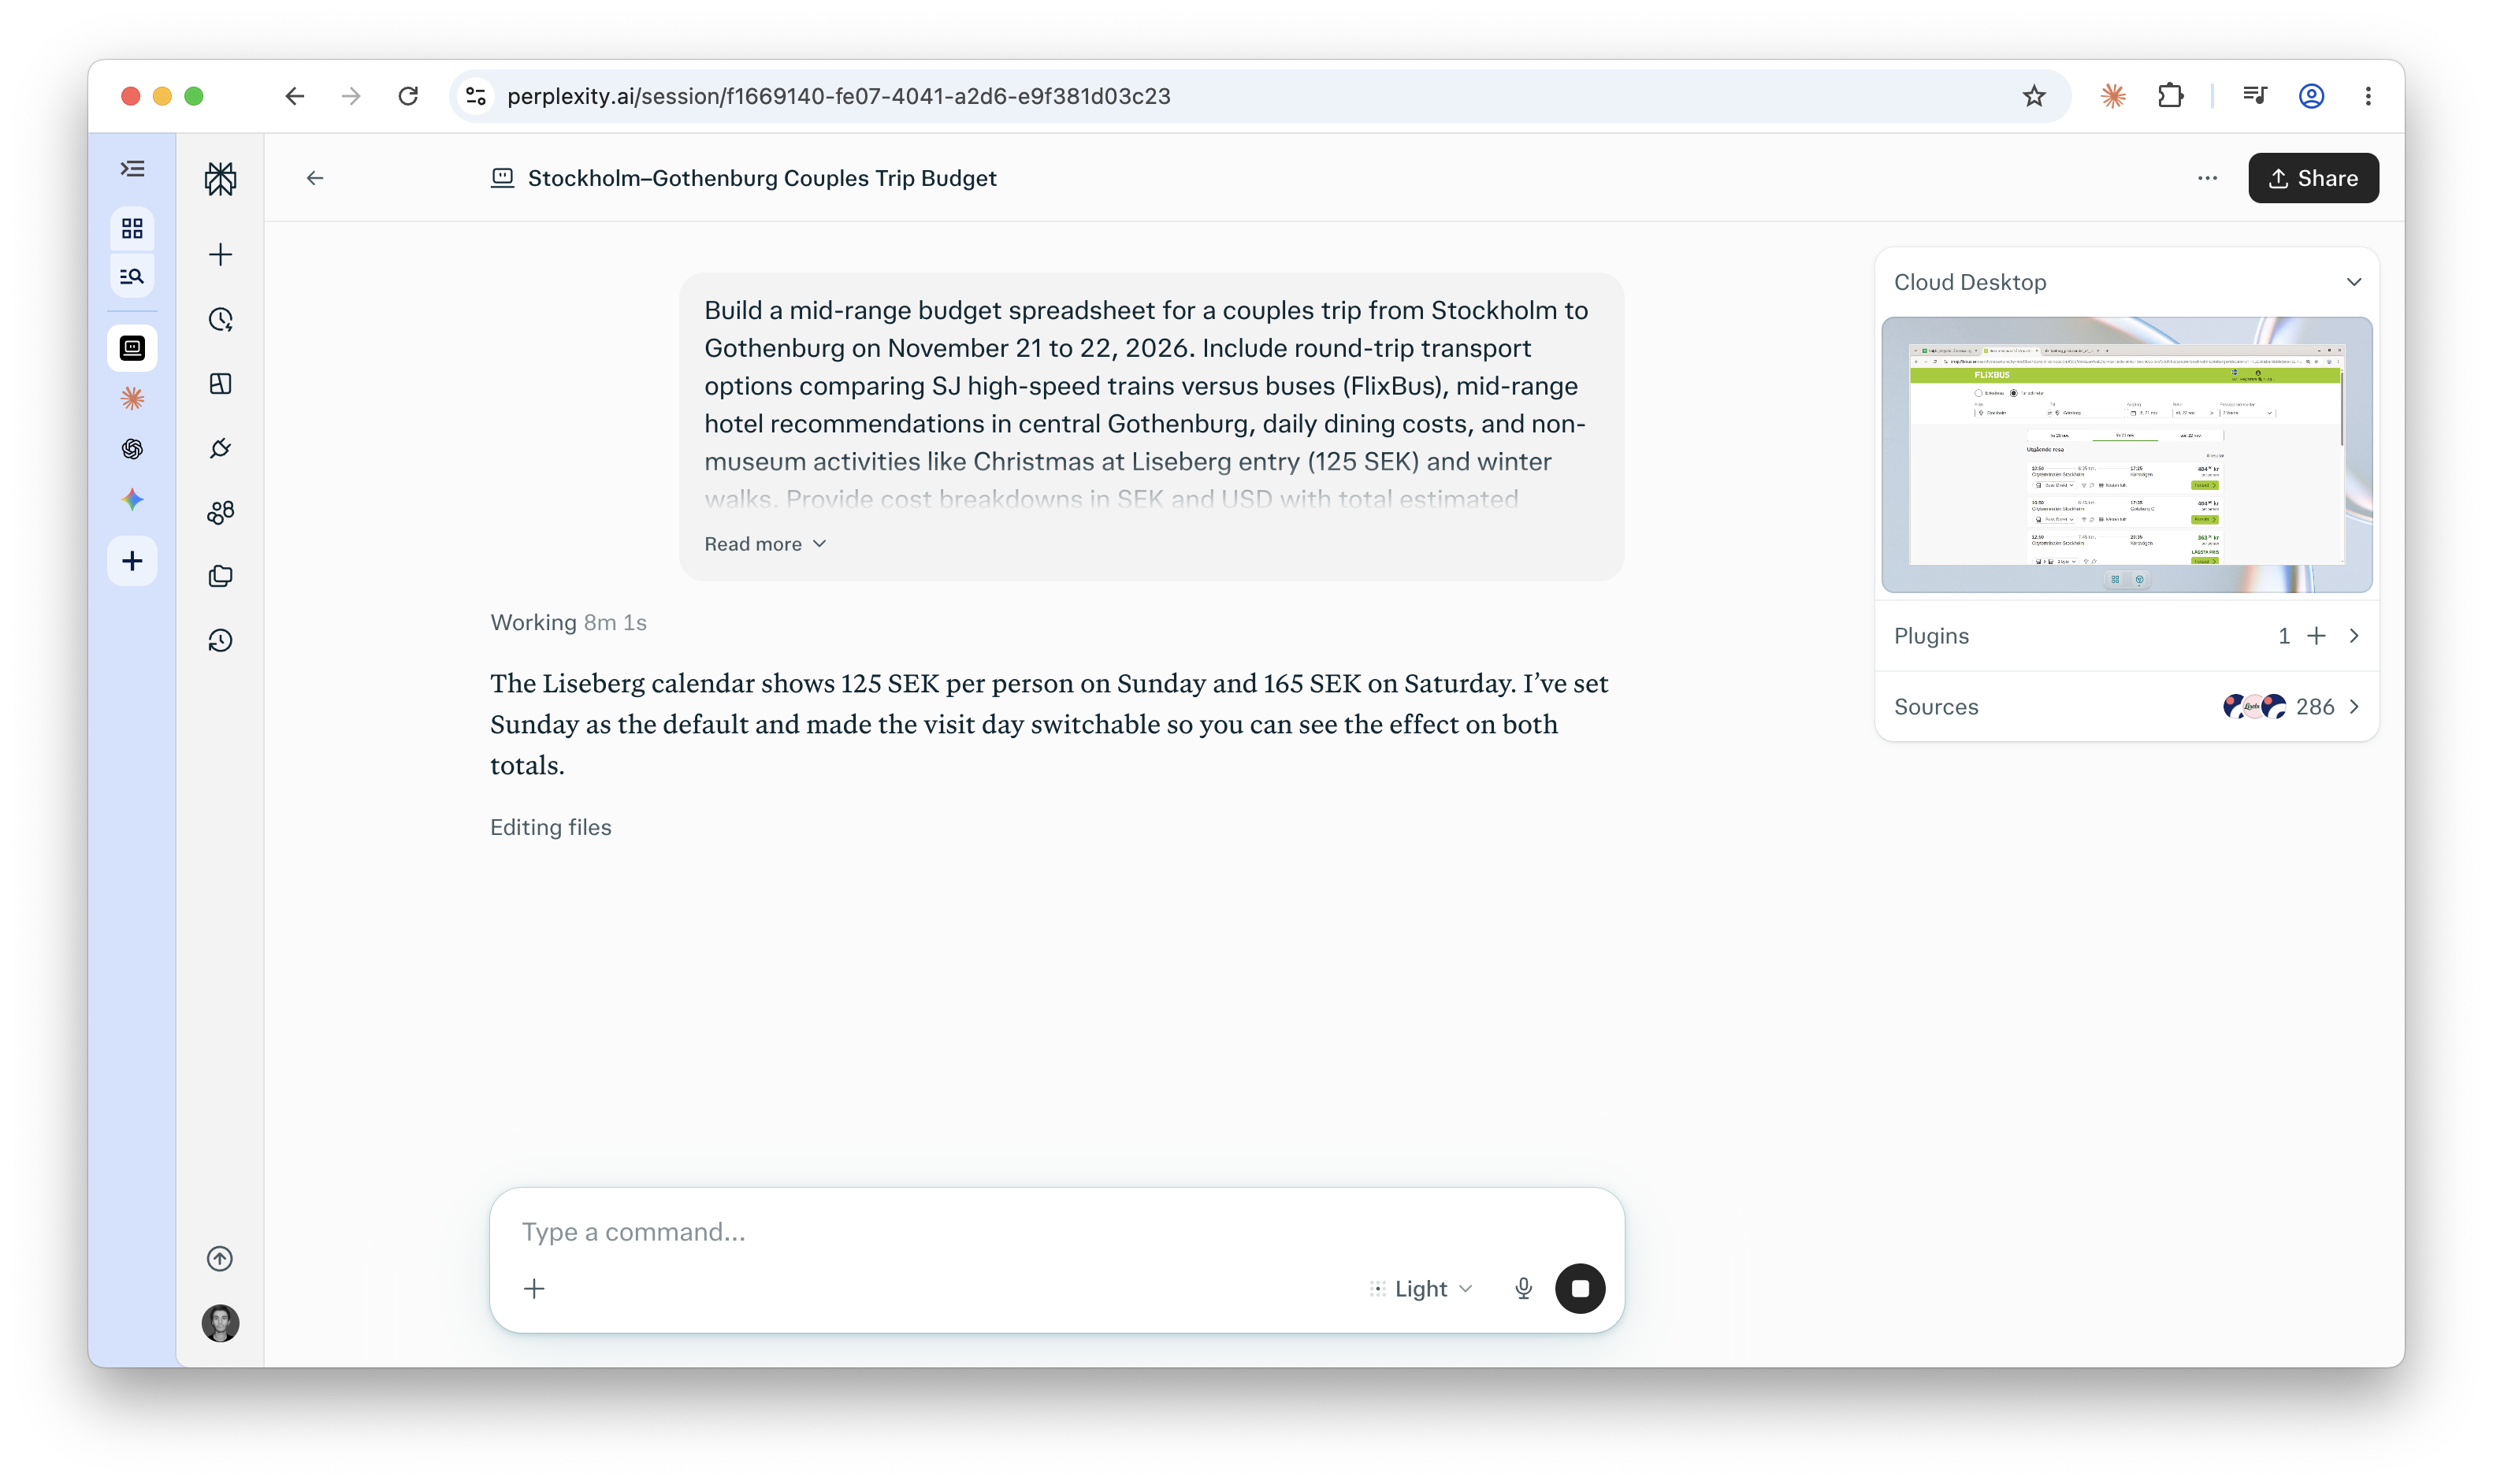 perplexity.ai/session/f1669140-fe07-4041-a2d6-e9f381d03c23
Stockholm–Gothenburg Couples Trip Budget
Share
Build a mid-range budget spreadsheet for a couples trip from Stockholm to
Gothenburg on November 21 to 22, 2026. Include round-trip transport
options comparing SJ high-speed trains versus buses (FlixBus), mid-range
hotel recommendations in central Gothenburg, daily dining costs, and non-
museum activities like Christmas at Liseberg entry (125 SEK) and winter
walks. Provide cost breakdowns in SEK and USD with total estimated
Read more
Working 8m 1s
The Liseberg calendar shows 125 SEK per person on Sunday and 165 SEK on Saturday. I’ve set
Sunday as the default and made the visit day switchable so you can see the effect on both
totals.
Editing files
Type a command...
Light
Cloud Desktop
FLIXBUS
Utgående resa
10:50
17:25
Plugins 1
Sources 286